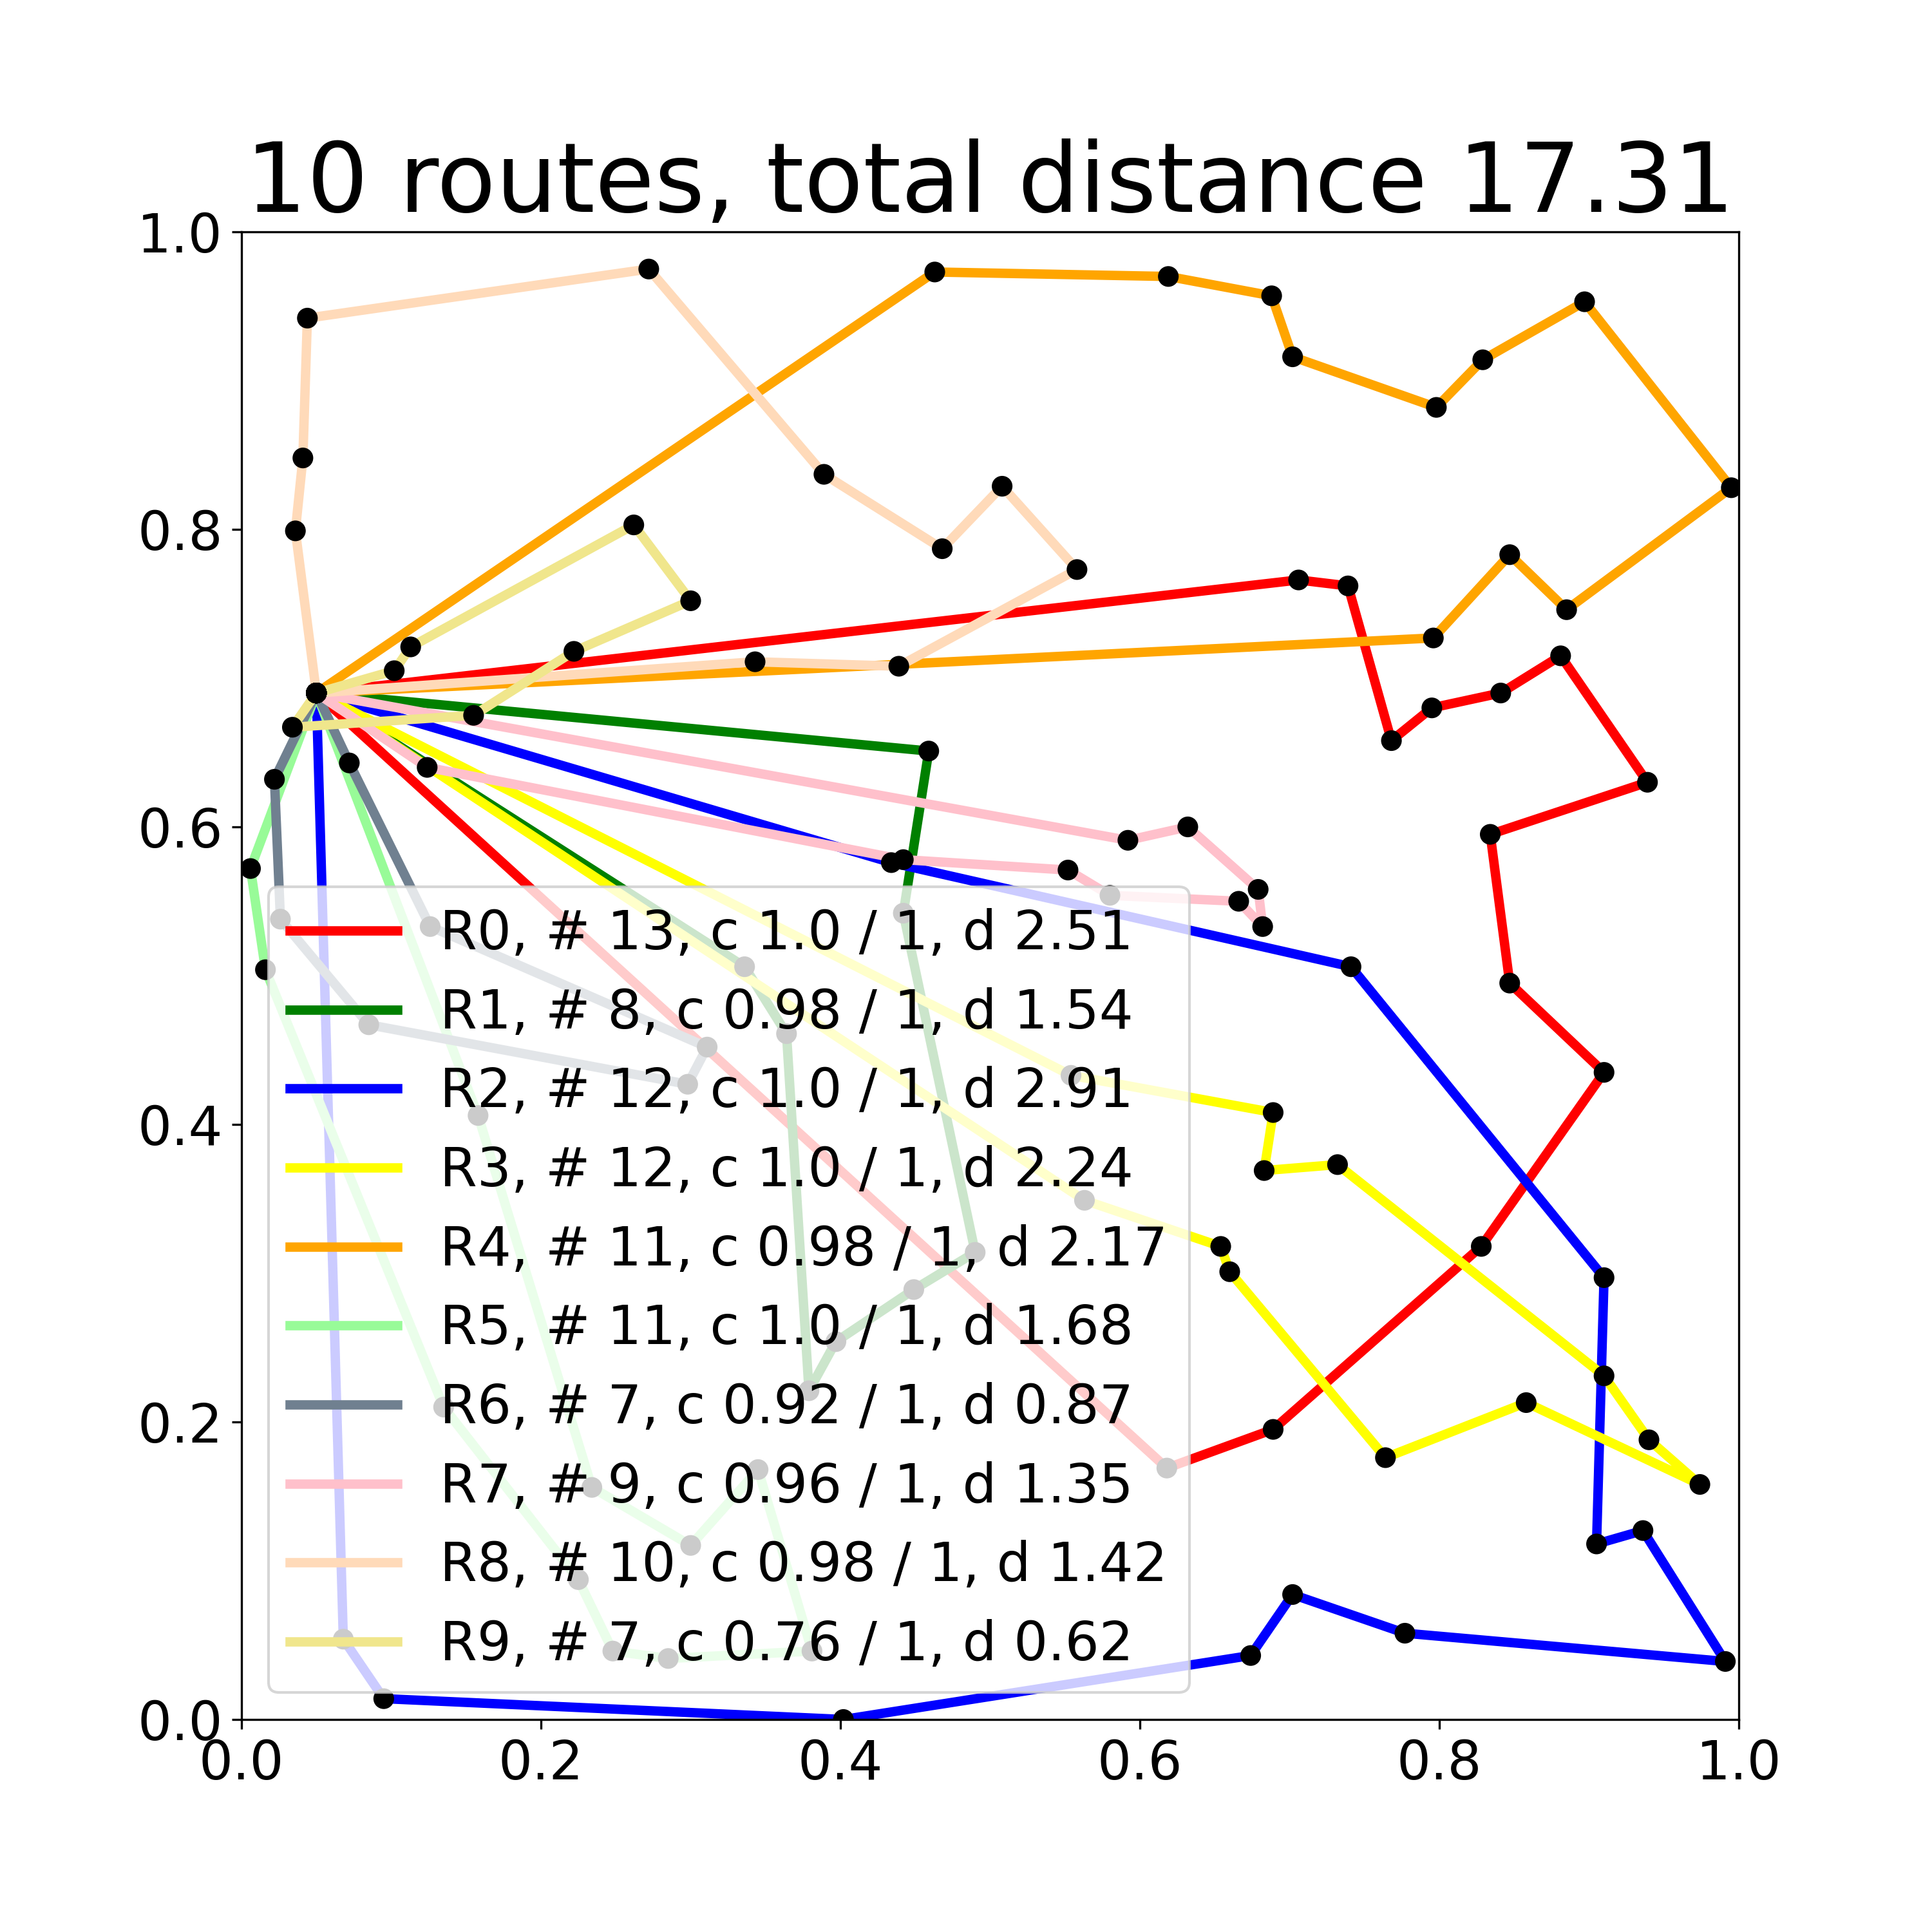 10 routes, total distance 17.31
1.0
0.8
0.6
0.4
0.2
0.0
R0, # 13, c 1.0 / 1, d 2.51
R1, # 8, c 0.98 / 1, d 1.54
R2, # 12, c 1.0 / 1, d 2.91
R3, # 12, c 1.0 / 1, d 2.24
R4, # 11, c 0.98 / 1, d 2.17
R5, # 11, c 1.0 / 1, d 1.68
R6, # 7, c 0.92 / 1, d 0.87
R7, # 9, c 0.96 / 1, d 1.35
R8, # 10, c 0.98 / 1, d 1.42
R9, # 7, c 0.76 / 1, d 0.62
0.0 0.2 0.4 0.6 0.8 1.0